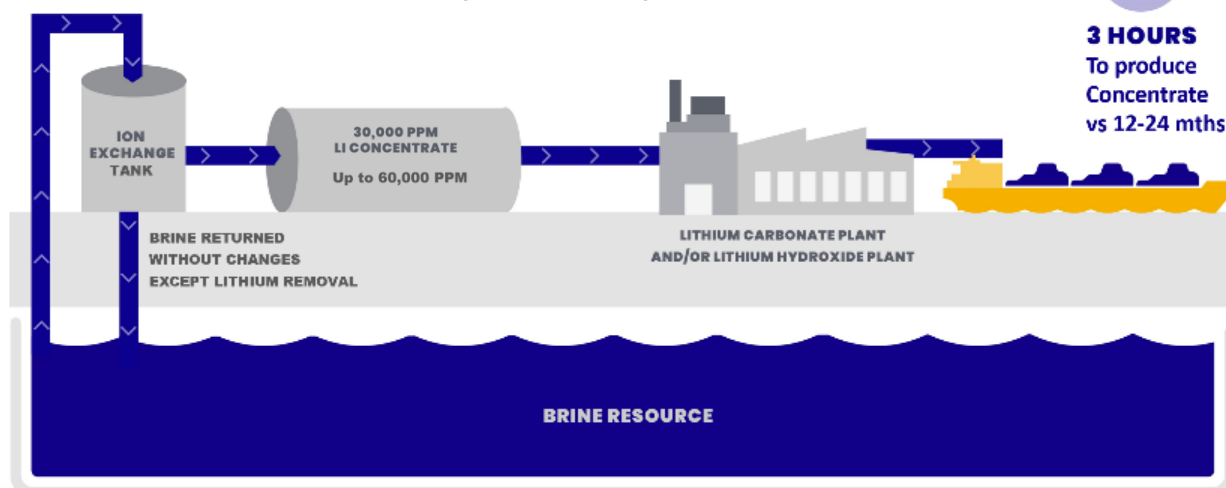 3 HOURS
To produce
Concentrate
vs 12-24 mths
ION
EXCHANGE
TANK
30,000 PPM
LI CONCENTRATE
Up to 60,000 PPM
BRINE RETURNED
WITHOUT CHANGES
EXCEPT LITHIUM REMOVAL
LITHIUM CARBONATE PLANT
AND/OR LITHIUM HYDROXIDE PLANT
BRINE RESOURCE